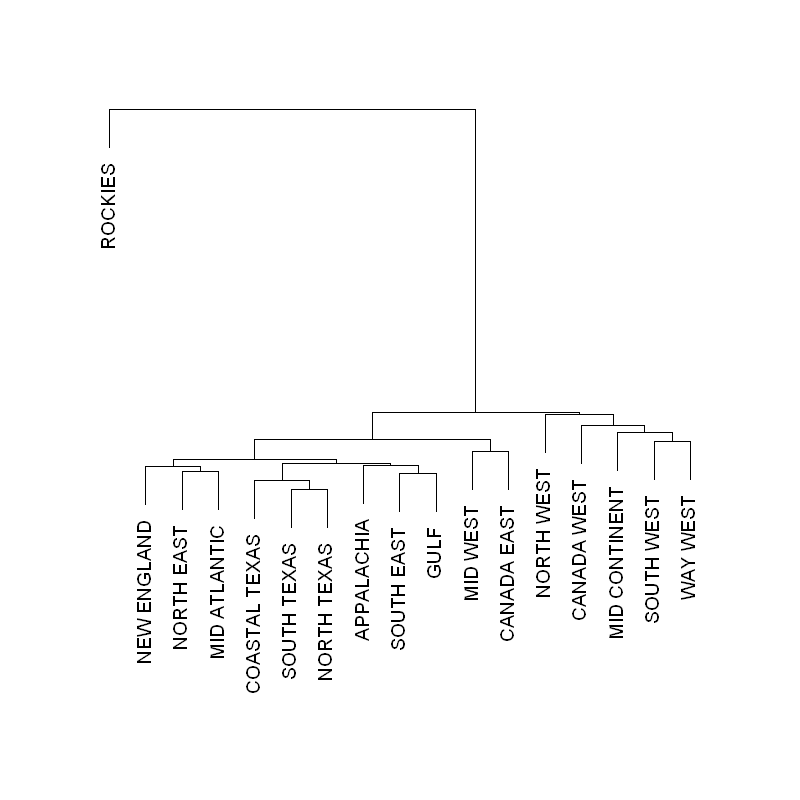 ROCKIES
NEW ENGLAND
NORTH EAST
MID ATLANTIC
COASTAL TEXAS
SOUTH TEXAS
NORTH TEXAS
APPALACHIA
SOUTH EAST
GULF
MID WEST
CANADA EAST
NORTH WEST
CANADA WEST
MID CONTINENT
SOUTH WEST
WAY WEST